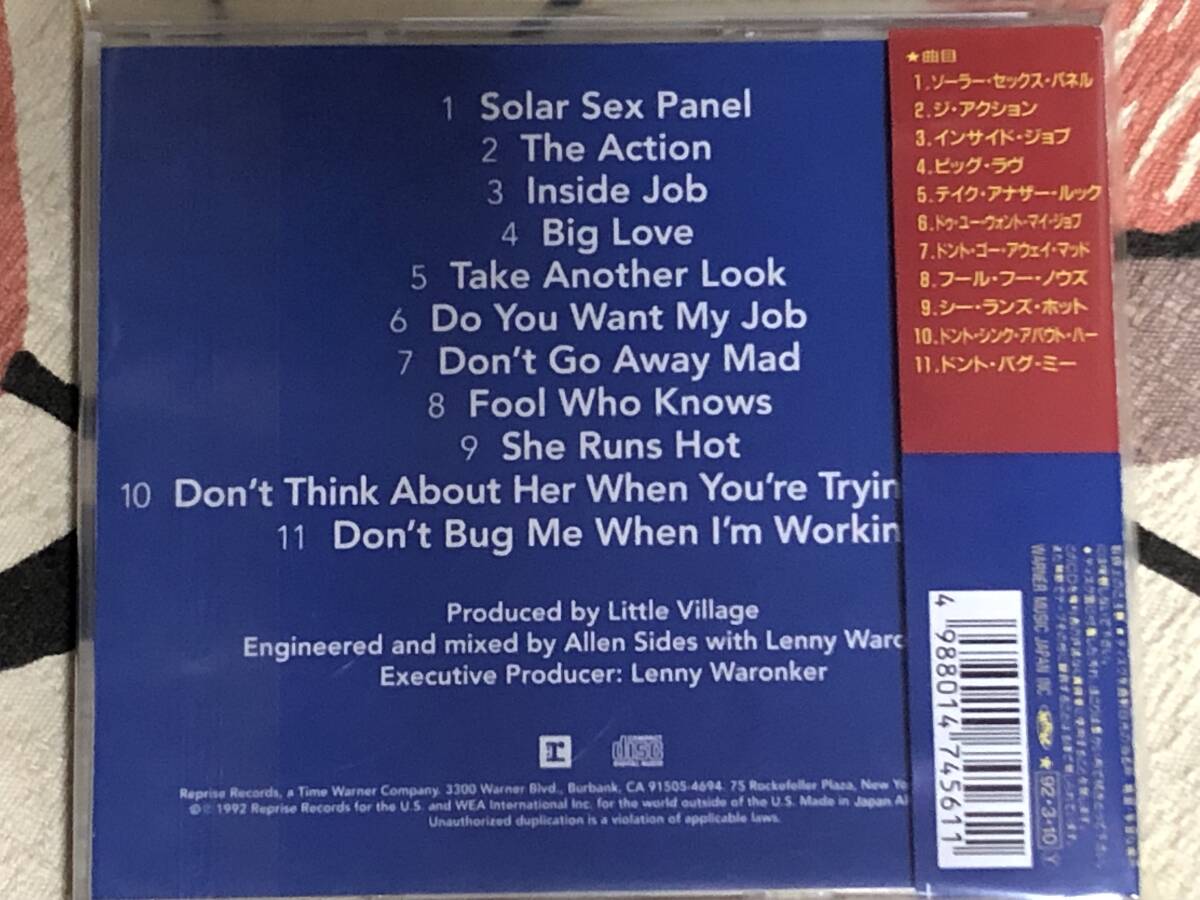 1 Solar Sex Panel
2 The Action
3 Inside Job
4 Big Love
5 Take Another Look
6 Do You Want My Job
7 Don't Go Away Mad
8 Fool Who Knows
9 She Runs Hot
10 Don't Think About Her When You're Tryin
11 Don't Bug Me When I'm Workin
Produced by Little Village
Engineered and mixed by Allen Sides with Lenny Warc
Executive Producer: Lenny Waronker
r
COMPACT
disc
DIGITAL AUDIO
Reprise Records, a Time Warner Company. 3300 Warner Blvd., Burbank, CA 91505-4694. 75 Rockefeller Plaza, New Yo
©℗ 1992 Reprise Records for the U.S. and WEA International Inc. for the world outside of the U.S. Made in Japan Al
Unauthorized duplication is a violation of applicable laws.
★曲目
1.ソーラー・セックス・パネル
2.ジ・アクション
3.インサイド・ジョブ
4.ビッグ・ラヴ
5.テイク・アナザー・ルック
6.ドゥ・ユー・ウォント・マイ・ジョブ
7.ドント・ゴー・アウェイ・マッド
8.フール・フー・ノウズ
9.シー・ランズ・ホット
10.ドント・シンク・アバウト・ハー
11.ドント・バグ・ミー
4 988014 745611
WARNER MUSIC JAPAN INC.
★92・3・10 Y